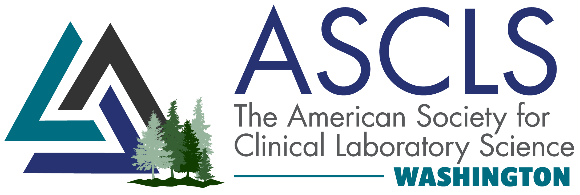 ASCLS
The American Society for
Clinical Laboratory Science
WASHINGTON